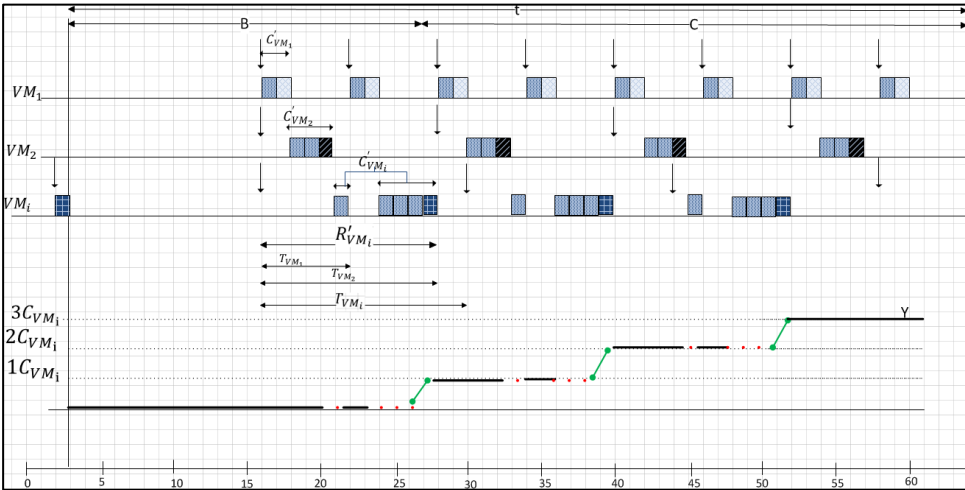 t
B C
C'VM₁
VM₁
C'VM₂
VM₂
C'VMᵢ
VMᵢ
R'VMᵢ
TVM₁
TVM₂
TVMᵢ
3CVMᵢ
Y
2CVMᵢ
1CVMᵢ
0 5 10 15 20 25 30 35 40 45 50 55 60